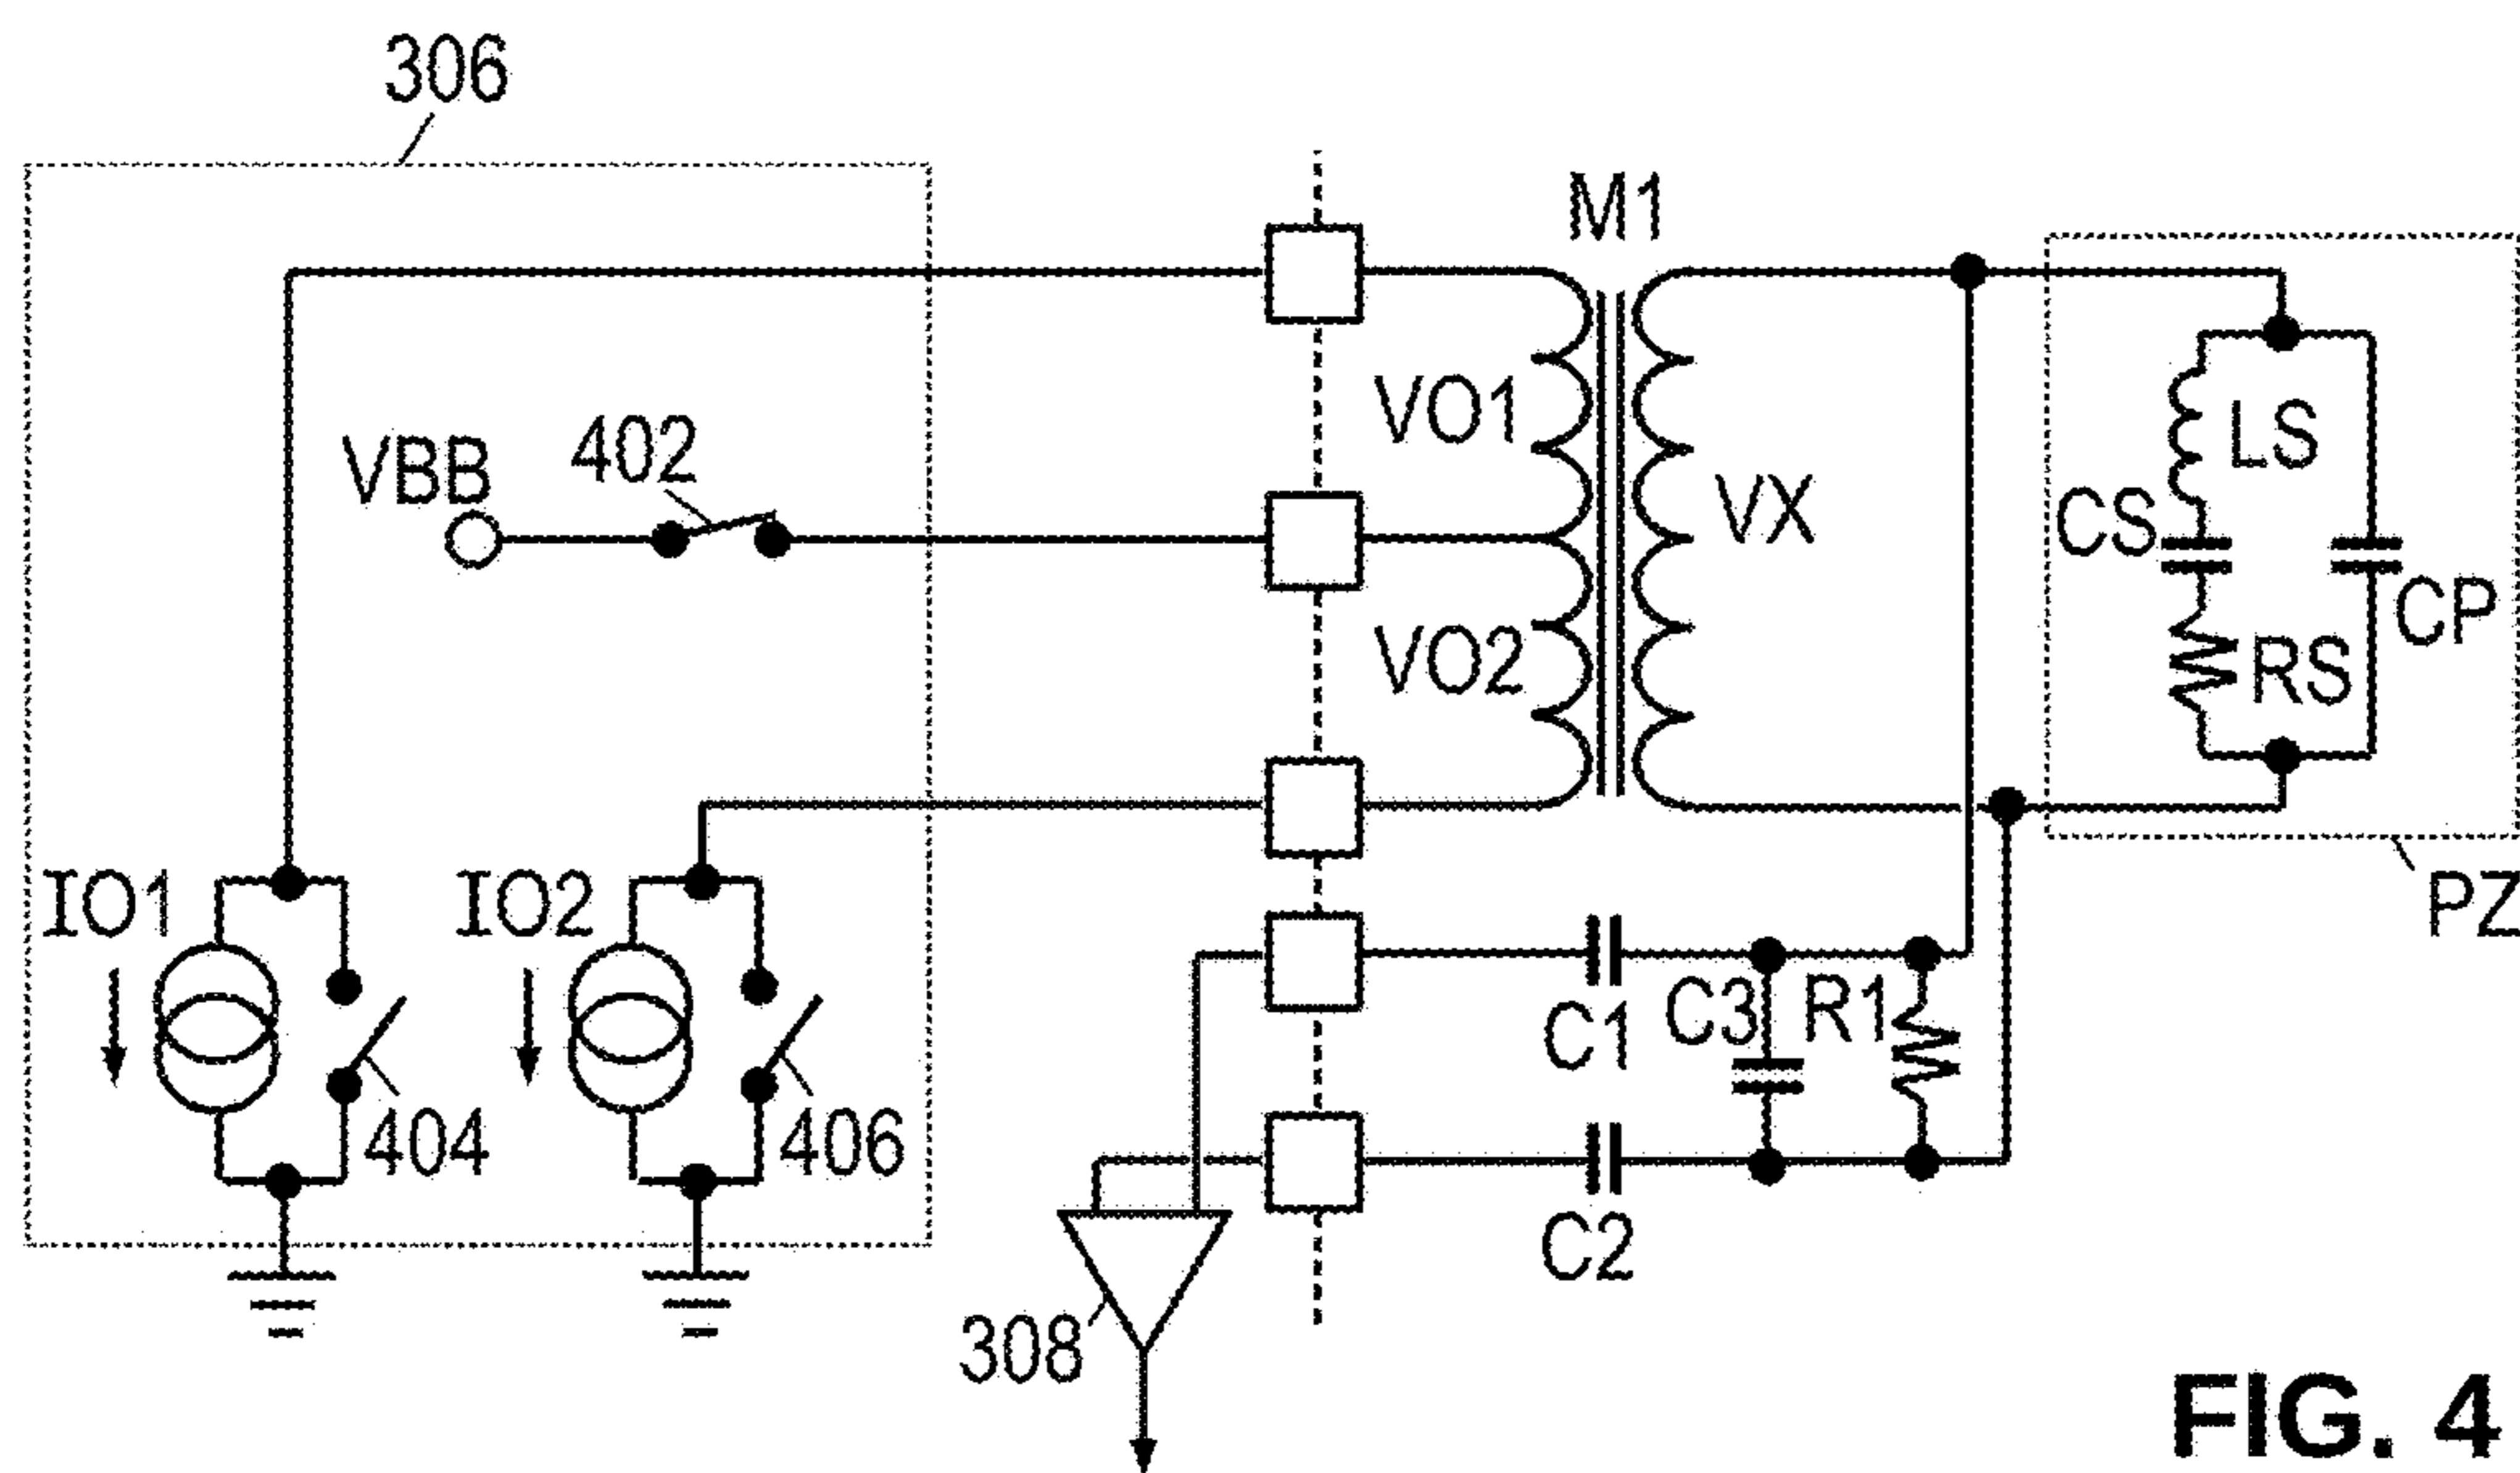 306
M1
VBB
402
VO1
VX
LS
CS
CP
VO2
RS
IO1
IO2
PZ
C3
R1
C1
404
406
C2
308
FIG. 4